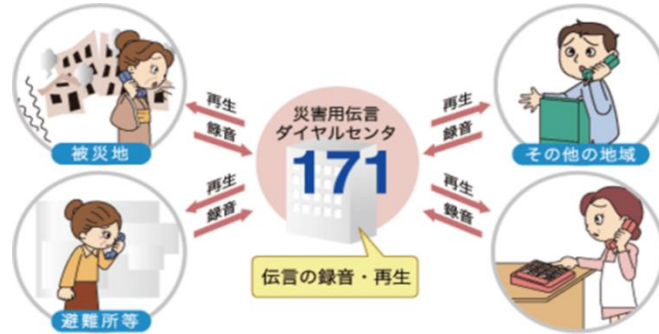 再生
録音
災害用伝言
ダイヤルセンタ
171
再生
録音
被災地
その他の地域
再生
録音
再生
録音
伝言の録音・再生
避難所等